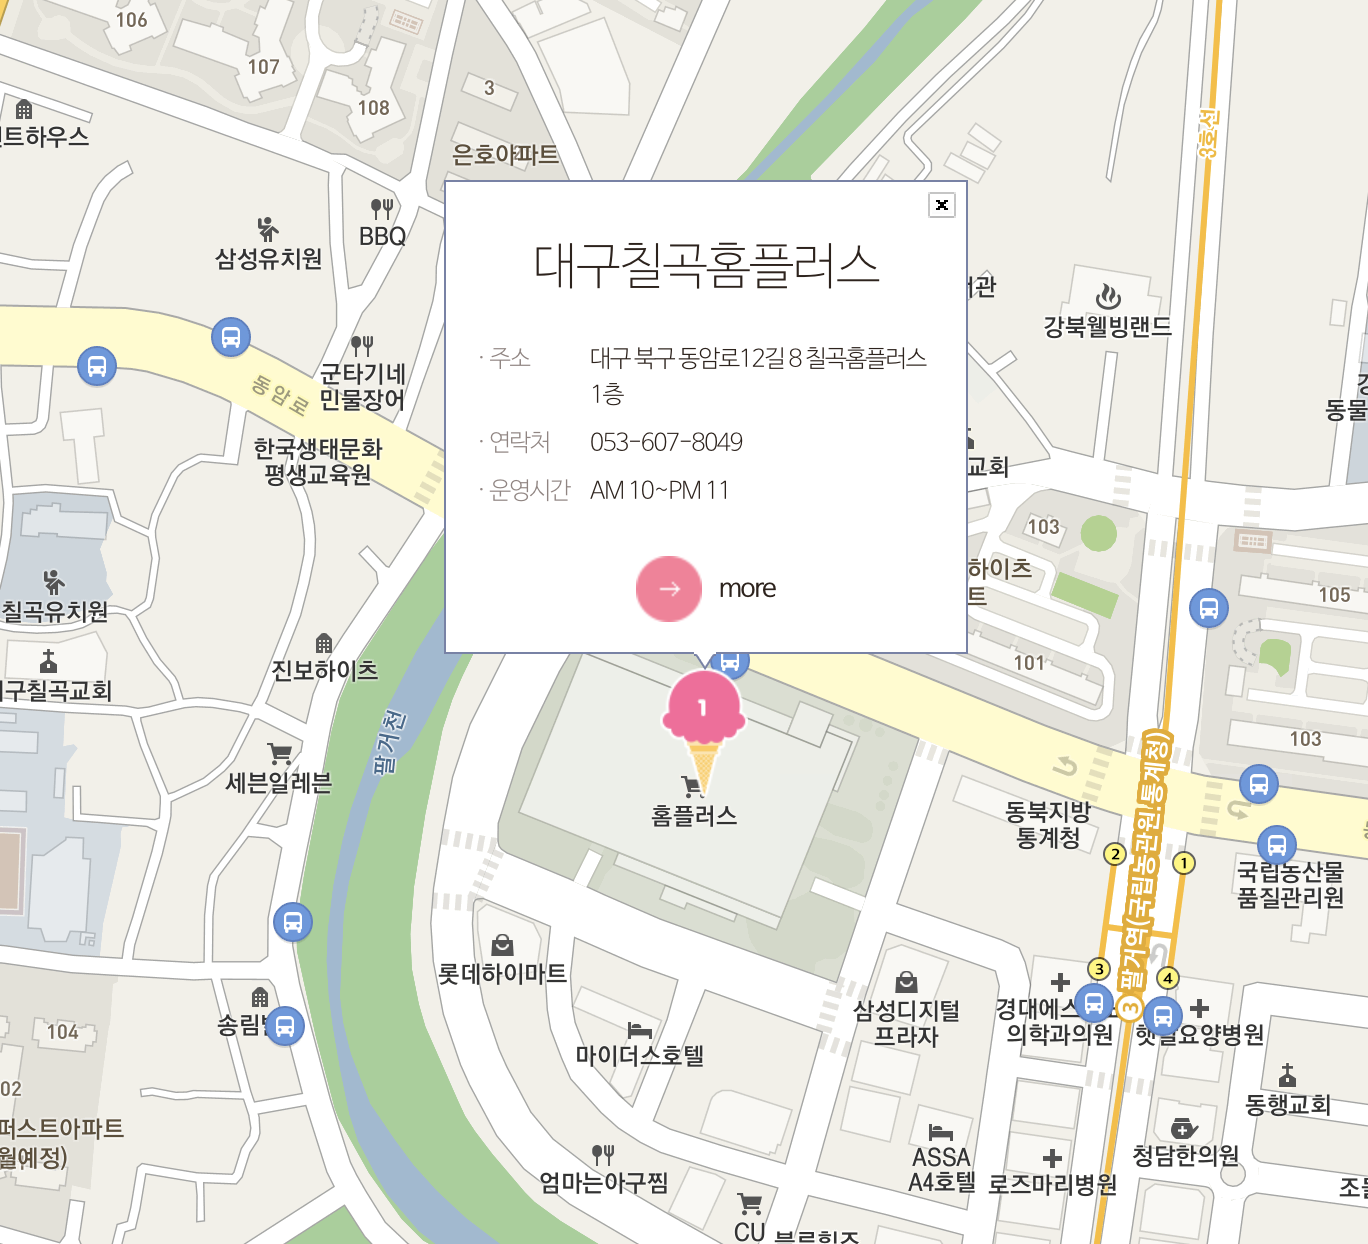 106
107
108
3
은호아파트
트하우스
BBQ
삼성유치원
3호선
대구칠곡홈플러스
· 주소 대구 북구 동암로12길 8 칠곡홈플러스
1층
· 연락처 053-607-8049
· 운영시간 AM 10~PM 11
more
강북웰빙랜드
군타기네
민물장어
동암로
동물
한국생태문화
평생교육원
교회
103
하이츠
트
105
101
103
칠곡유치원
구칠곡교회
진보하이츠
팔거천
세븐일레븐
1
홈플러스
동북지방
통계청
2
1
국립농산물
품질관리원
팔거역(국립농관원.통계청)
3
4
3
롯데하이마트
삼성디지털
프라자
경대에스
의학과의원
요양병원
송림
104
마이더스호텔
02
퍼스트아파트
월예정)
동행교회
청담한의원
엄마는아구찜
ASSA
A4호텔
로즈마리병원
CU
블루힐즈